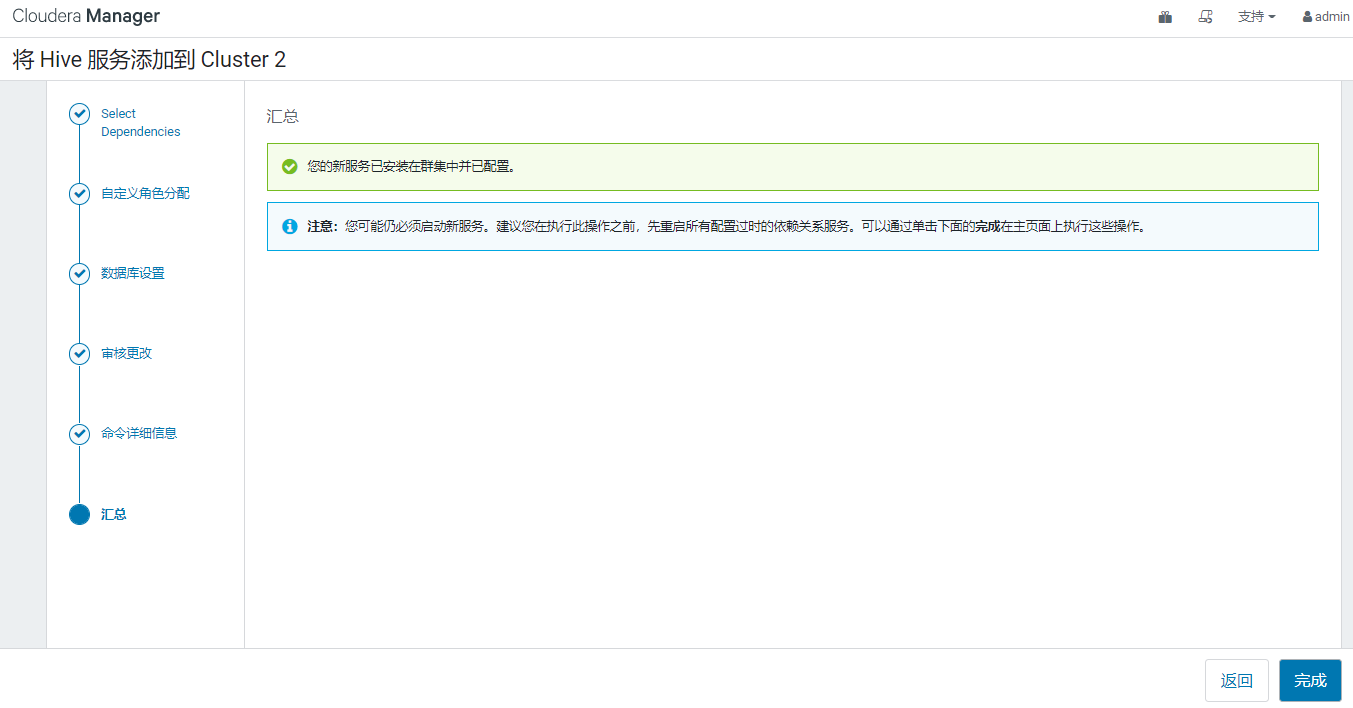 Cloudera Manager
支持
admin
将 Hive 服务添加到 Cluster 2
Select
Dependencies
自定义角色分配
数据库设置
审核更改
命令详细信息
汇总
汇总
您的新服务已安装在群集中并已配置。
注意：您可能仍必须启动新服务。建议您在执行此操作之前，先重启所有配置过时的依赖关系服务。可以通过单击下面的完成在主页面上执行这些操作。
返回
完成